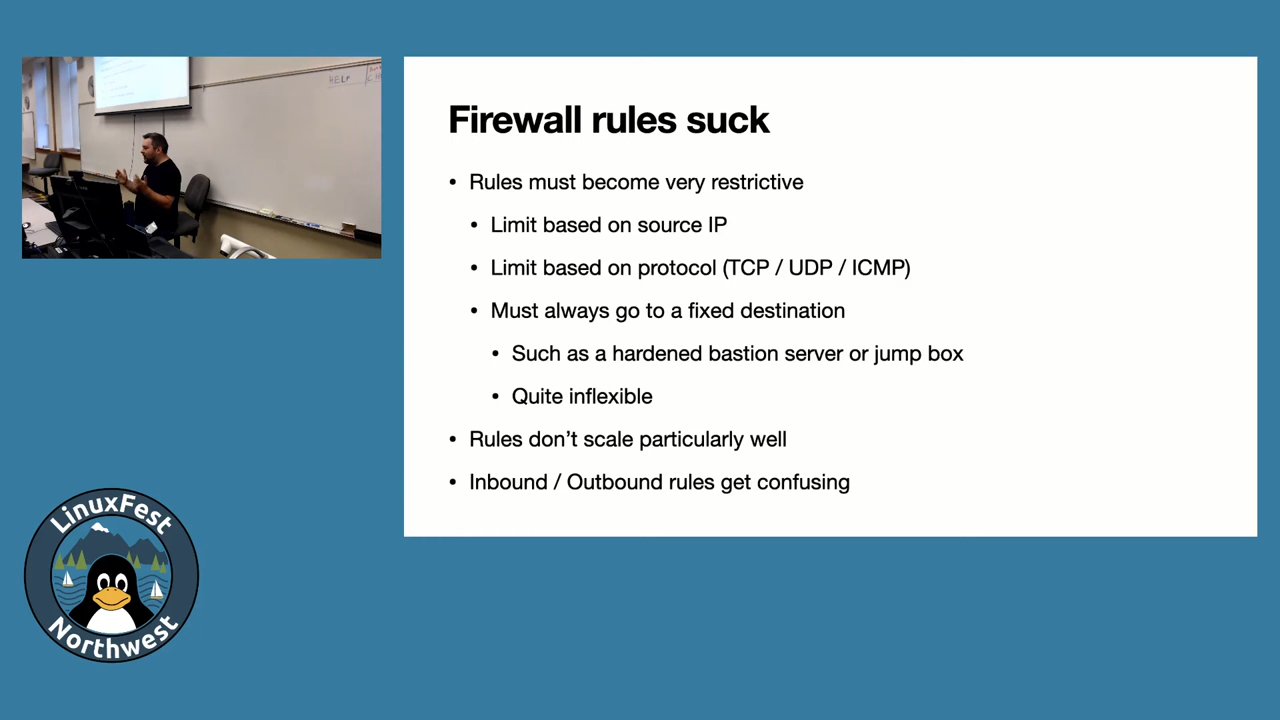 HELP
Firewall rules suck
• Rules must become very restrictive
• Limit based on source IP
• Limit based on protocol (TCP / UDP / ICMP)
• Must always go to a fixed destination
• Such as a hardened bastion server or jump box
• Quite inflexible
• Rules don’t scale particularly well
• Inbound / Outbound rules get confusing
LinuxFest
Northwest